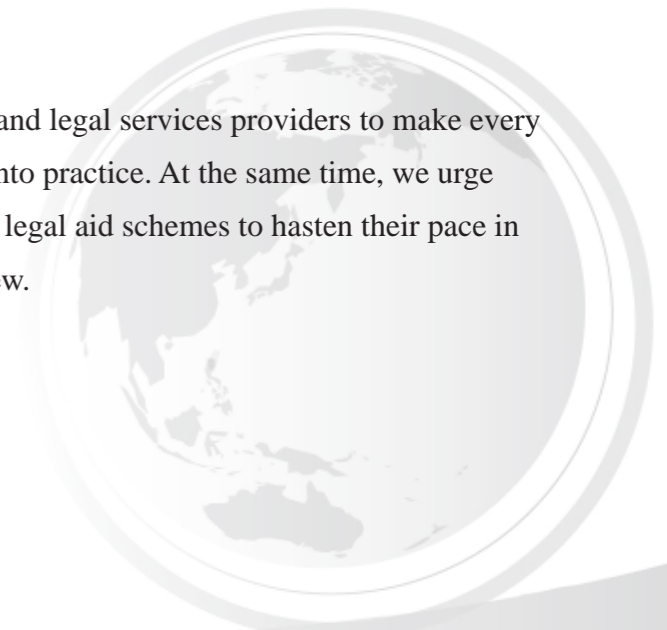 and legal services providers to make every
nto practice. At the same time, we urge
legal aid schemes to hasten their pace in
w.